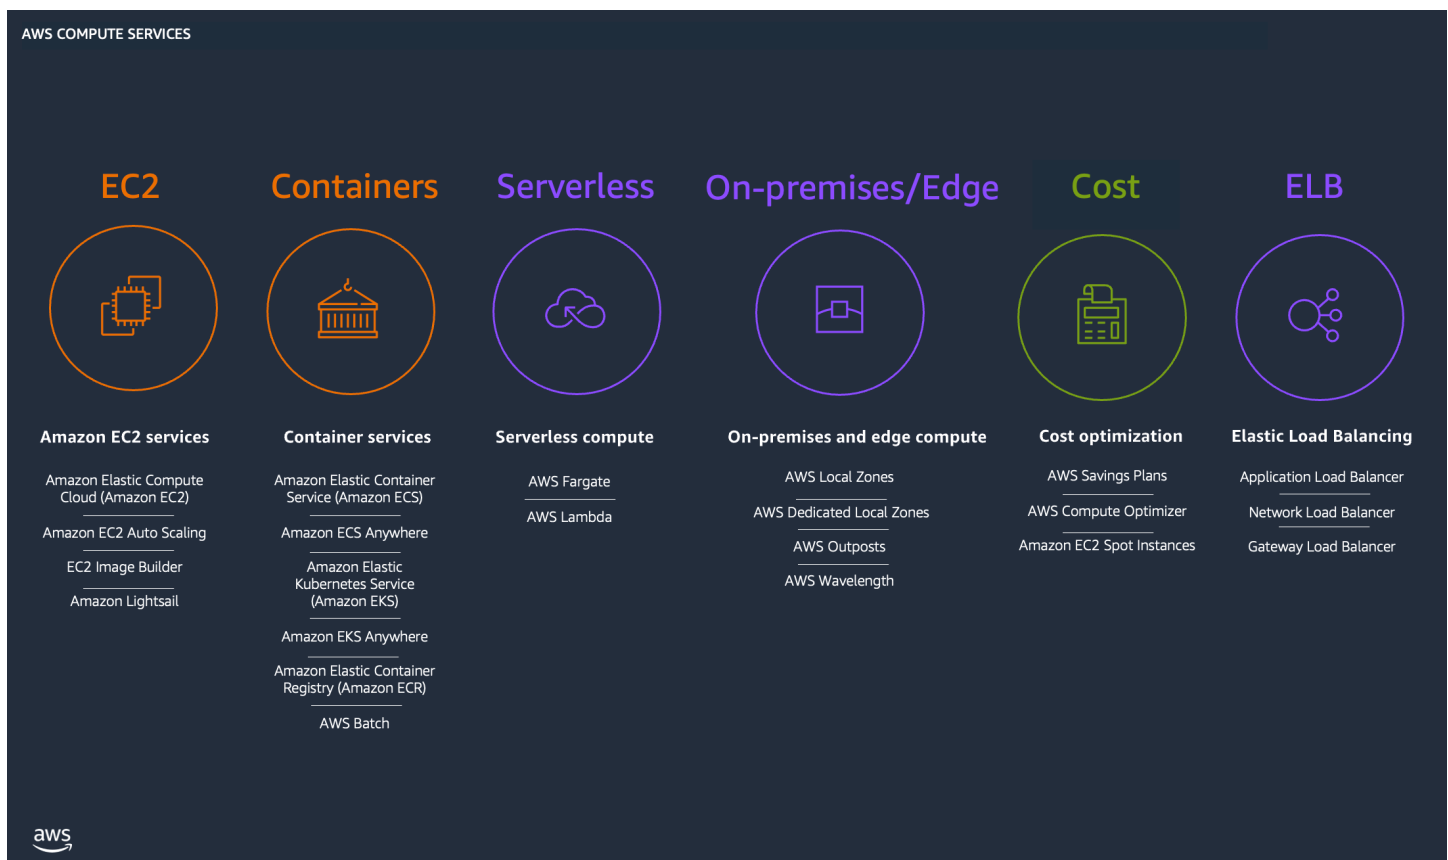 AWS COMPUTE SERVICES
EC2
Containers
Serverless
On-premises/Edge
Cost
ELB
Amazon EC2 services
Amazon Elastic Compute
Cloud (Amazon EC2)
Amazon EC2 Auto Scaling
EC2 Image Builder
Amazon Lightsail
Container services
Amazon Elastic Container
Service (Amazon ECS)
Amazon ECS Anywhere
Amazon Elastic
Kubernetes Service
(Amazon EKS)
Amazon EKS Anywhere
Amazon Elastic Container
Registry (Amazon ECR)
AWS Batch
Serverless compute
AWS Fargate
AWS Lambda
On-premises and edge compute
AWS Local Zones
AWS Dedicated Local Zones
AWS Outposts
AWS Wavelength
Cost optimization
AWS Savings Plans
AWS Compute Optimizer
Amazon EC2 Spot Instances
Elastic Load Balancing
Application Load Balancer
Network Load Balancer
Gateway Load Balancer
aws